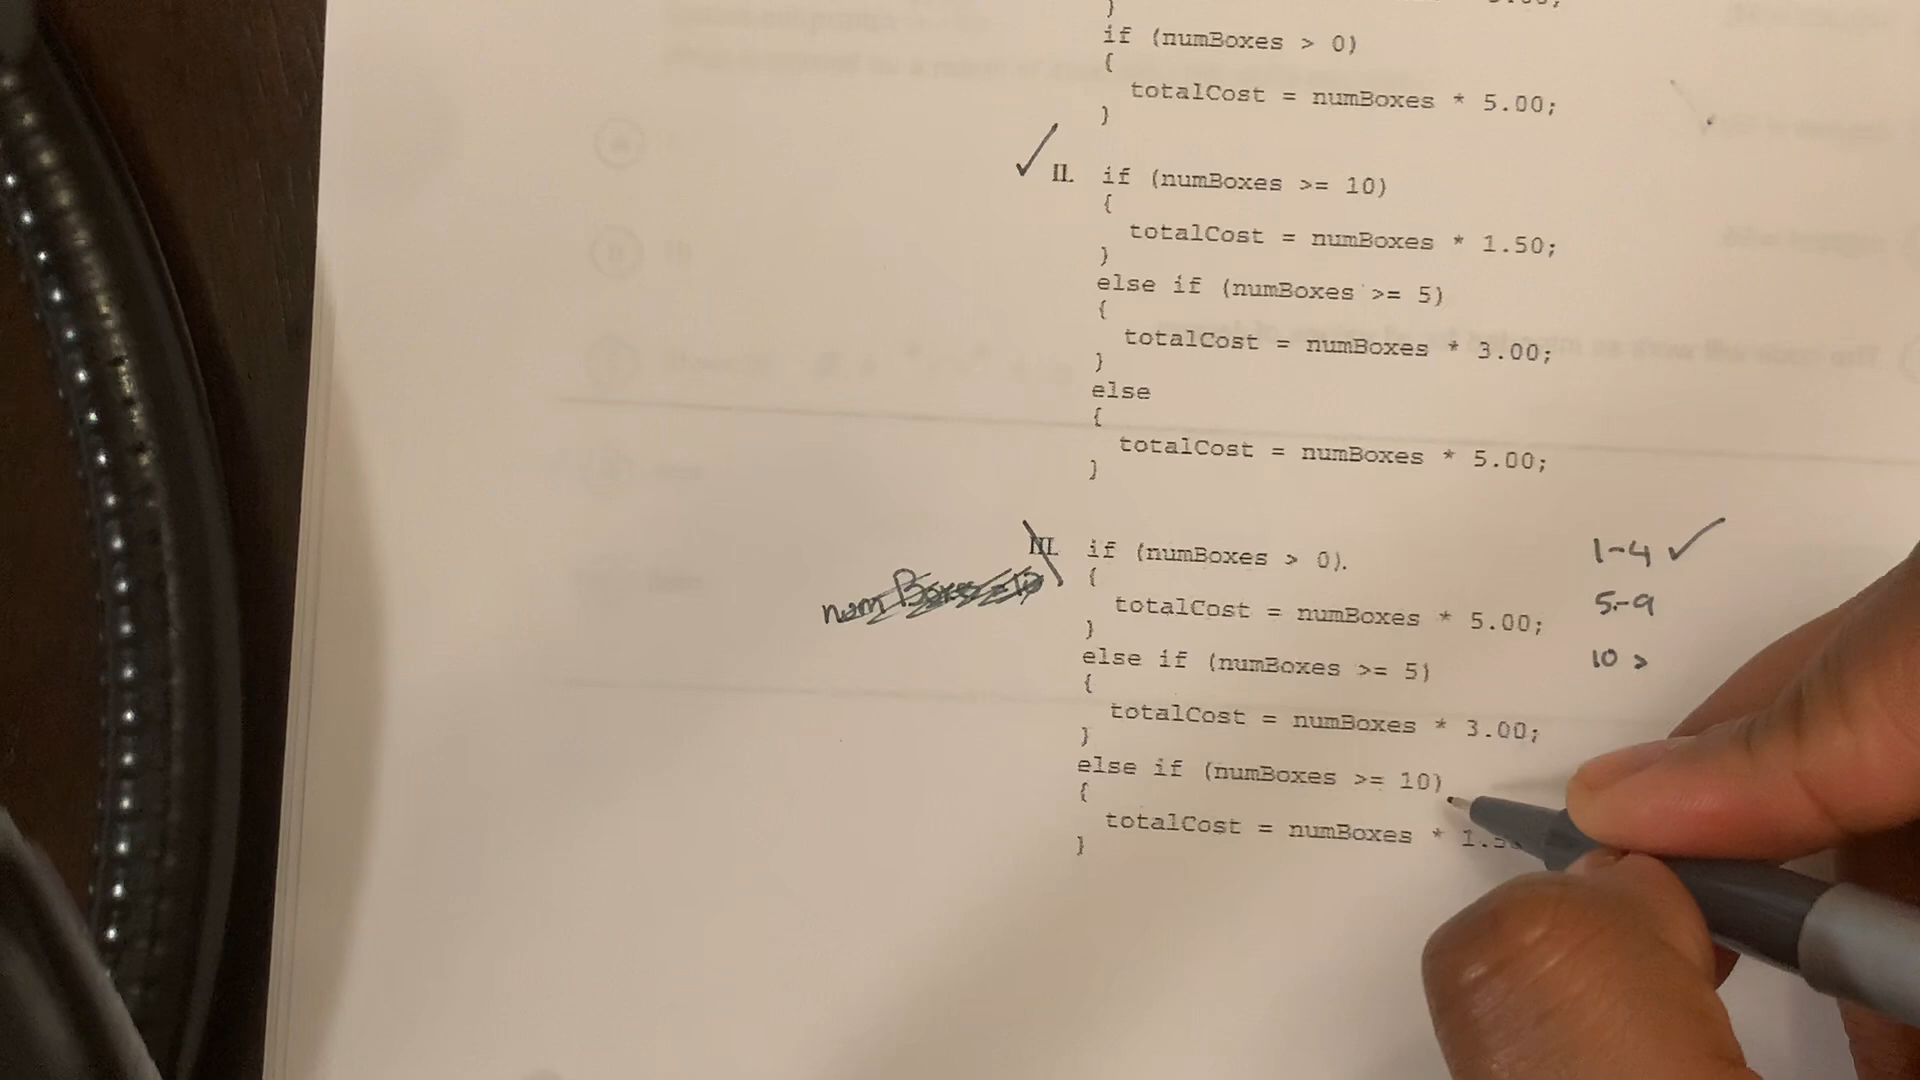 }
if (numBoxes > 0)
{
totalCost = numBoxes * 5.00;
}
II. if (numBoxes >= 10)
{
totalCost = numBoxes * 1.50;
}
else if (numBoxes >= 5)
{
totalCost = numBoxes * 3.00;
}
else
{
totalCost = numBoxes * 5.00;
}
III. if (numBoxes > 0).
1-4 ✓
{
numBoxes = 10
totalCost = numBoxes * 5.00;
5-9
}
else if (numBoxes >= 5)
10 >
{
totalCost = numBoxes * 3.00;
}
else if (numBoxes >= 10)
{
totalCost = numBoxes *
}